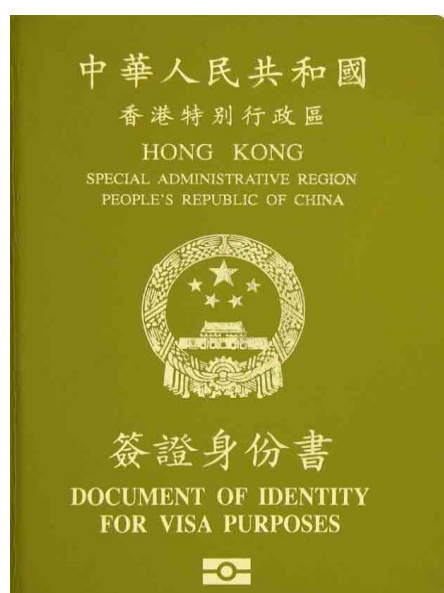 中華人民共和國
香港特別行政區
HONG KONG
SPECIAL ADMINISTRATIVE REGION
PEOPLE'S REPUBLIC OF CHINA
簽證身份書
DOCUMENT OF IDENTITY
FOR VISA PURPOSES